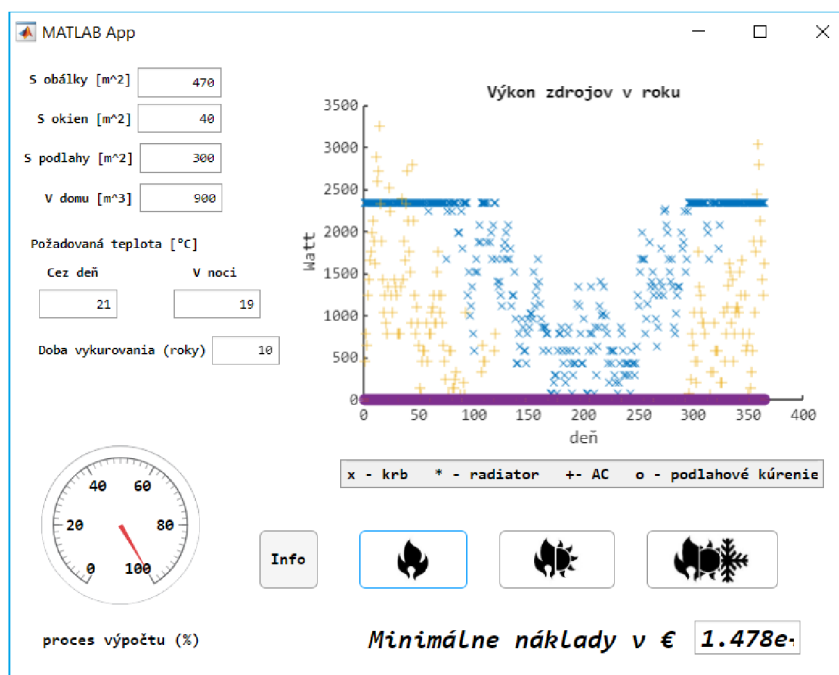 MATLAB App
S obálky [m^2] 470
S okien [m^2] 40
S podlahy [m^2] 300
V domu [m^3] 900
Požadovaná teplota [°C]
Cez deň V noci
21 19
Doba vykurovania (roky) 10
Výkon zdrojov v roku
Watt
3500
3000
2500
2000
1500
1000
500
0
0 50 100 150 200 250 300 350 400
deň
x - krb * - radiator +- AC o - podlahové kúrenie
0 20 40 60 80 100
proces výpočtu (%)
Info
Minimálne náklady v € 1.478e+